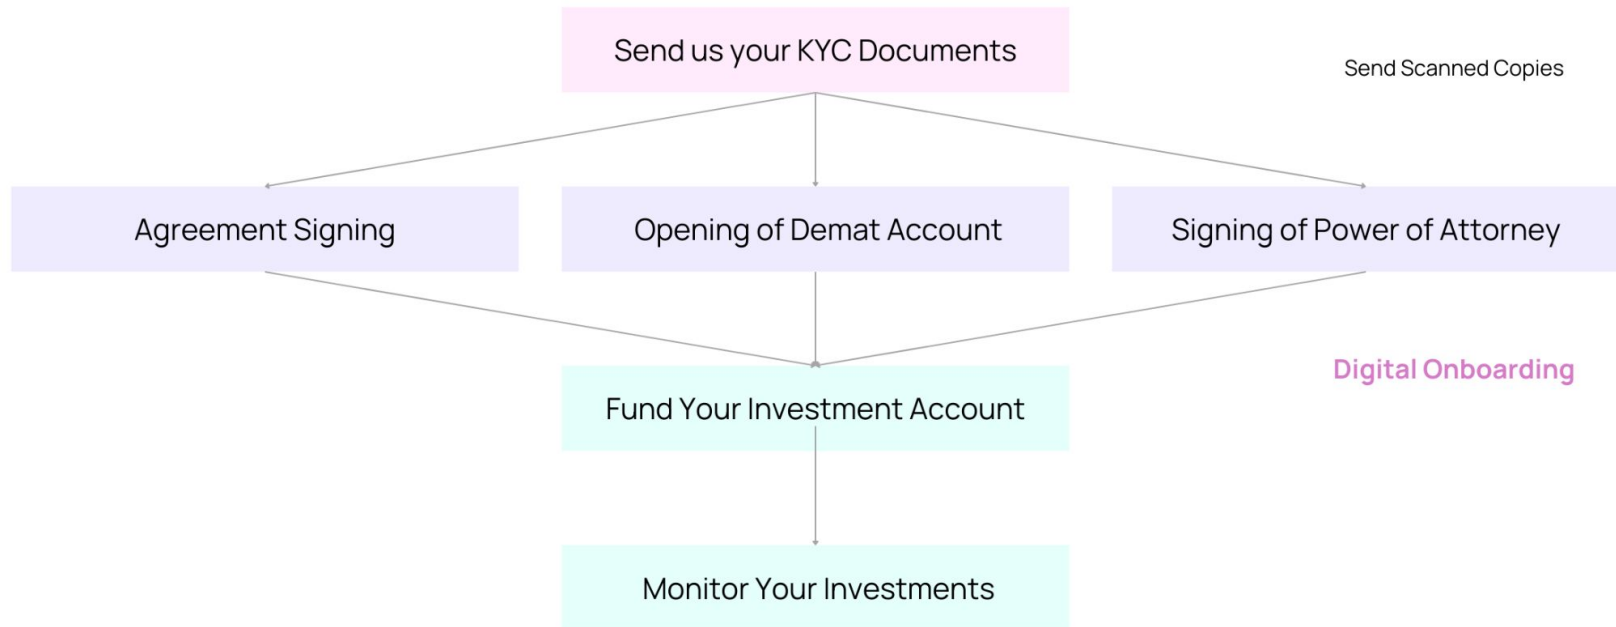 Send us your KYC Documents
Send Scanned Copies
Agreement Signing
Opening of Demat Account
Signing of Power of Attorney
Digital Onboarding
Fund Your Investment Account
Monitor Your Investments